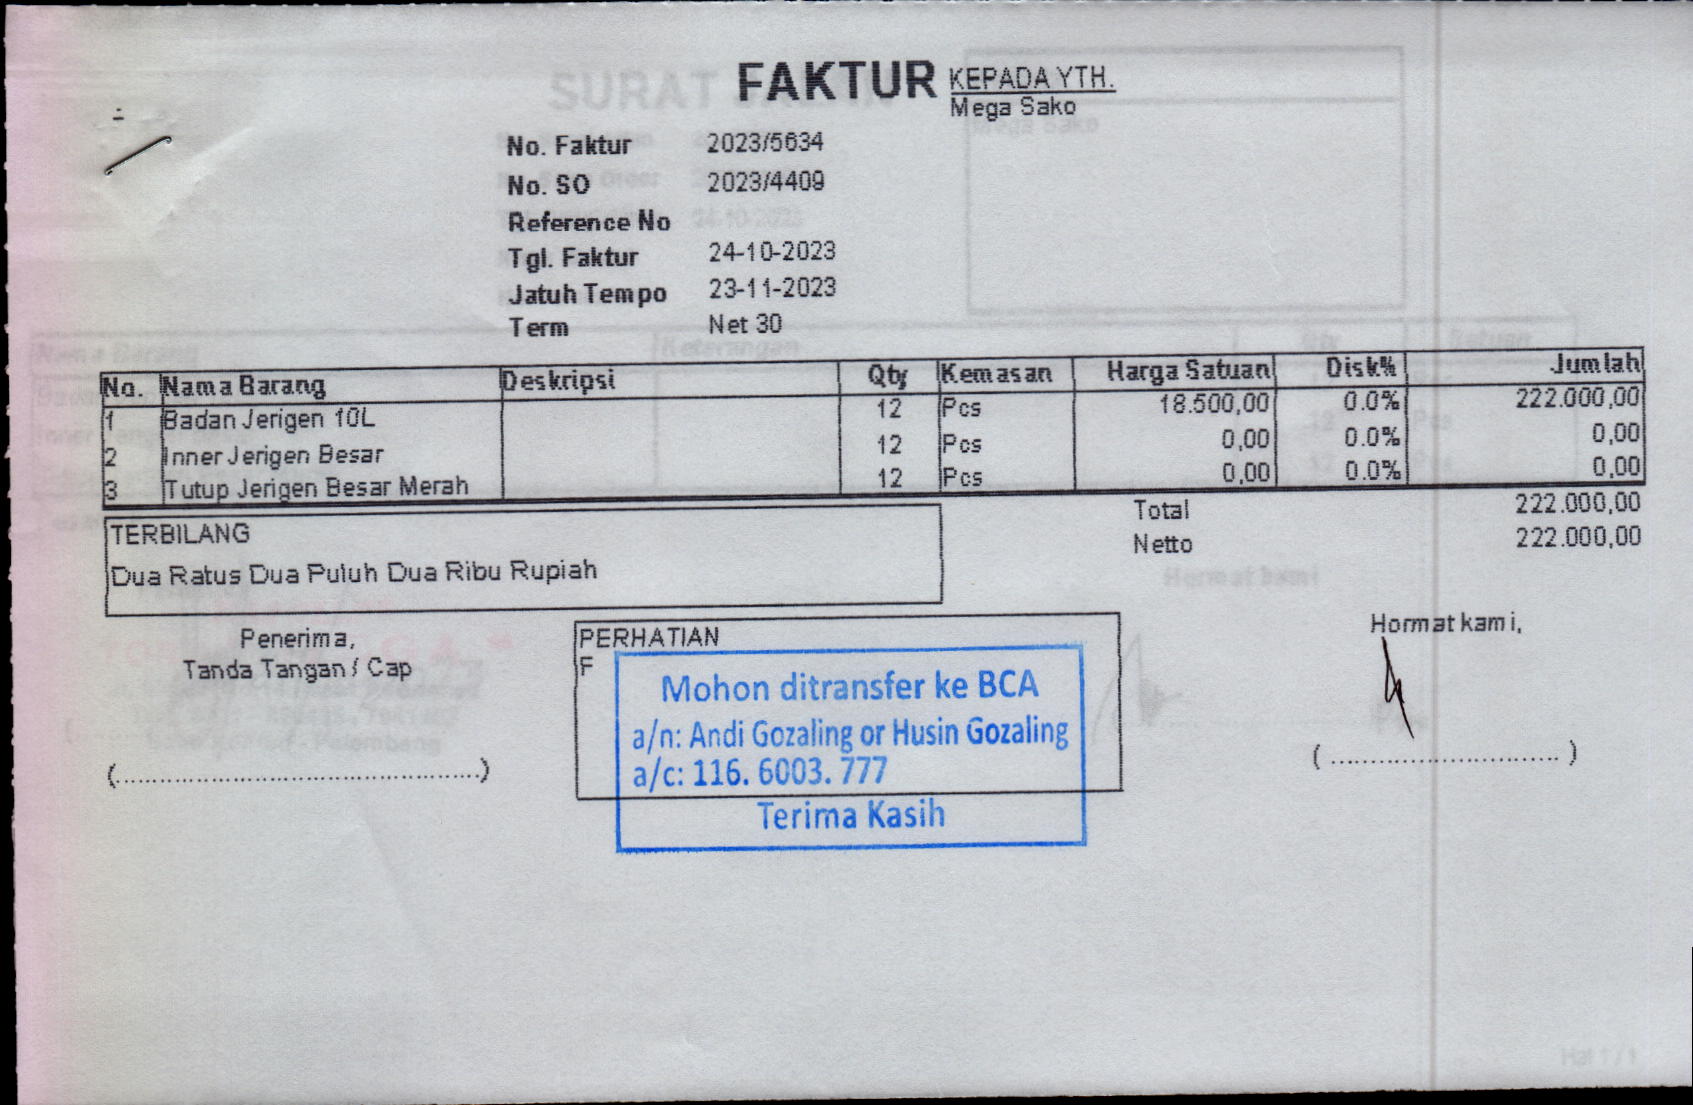 FAKTUR
KEPADA YTH.
Mega Sako
No. Faktur 2023/5634
No. SO 2023/4409
Reference No
Tgl. Faktur 24-10-2023
Jatuh Tempo 23-11-2023
Term Net 30
No. Nama Barang Deskripsi Qty Kemasan Harga Satuan Disk% Jumlah
1 Badan Jerigen 10L 12 Pcs 18.500,00 0.0% 222.000,00
2 Inner Jerigen Besar 12 Pcs 0,00 0.0% 0,00
3 Tutup Jerigen Besar Merah 12 Pcs 0,00 0.0% 0,00
Total 222.000,00
Netto 222.000,00
TERBILANG
Dua Ratus Dua Puluh Dua Ribu Rupiah
Penerima,
Tanda Tangan / Cap
(................................................)
PERHATIAN
F
Mohon ditransfer ke BCA
a/n: Andi Gozaling or Husin Gozaling
a/c: 116. 6003. 777
Terima Kasih
Hormat kami,
( ............................. )
Hal 1 / 1